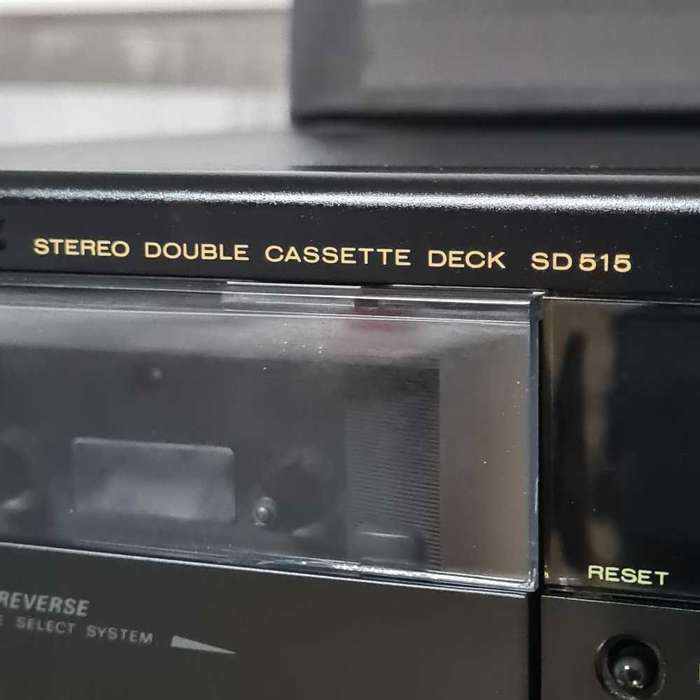 STEREO DOUBLE CASSETTE DECK SD515
RESET
REVERSE
SELECT SYSTEM